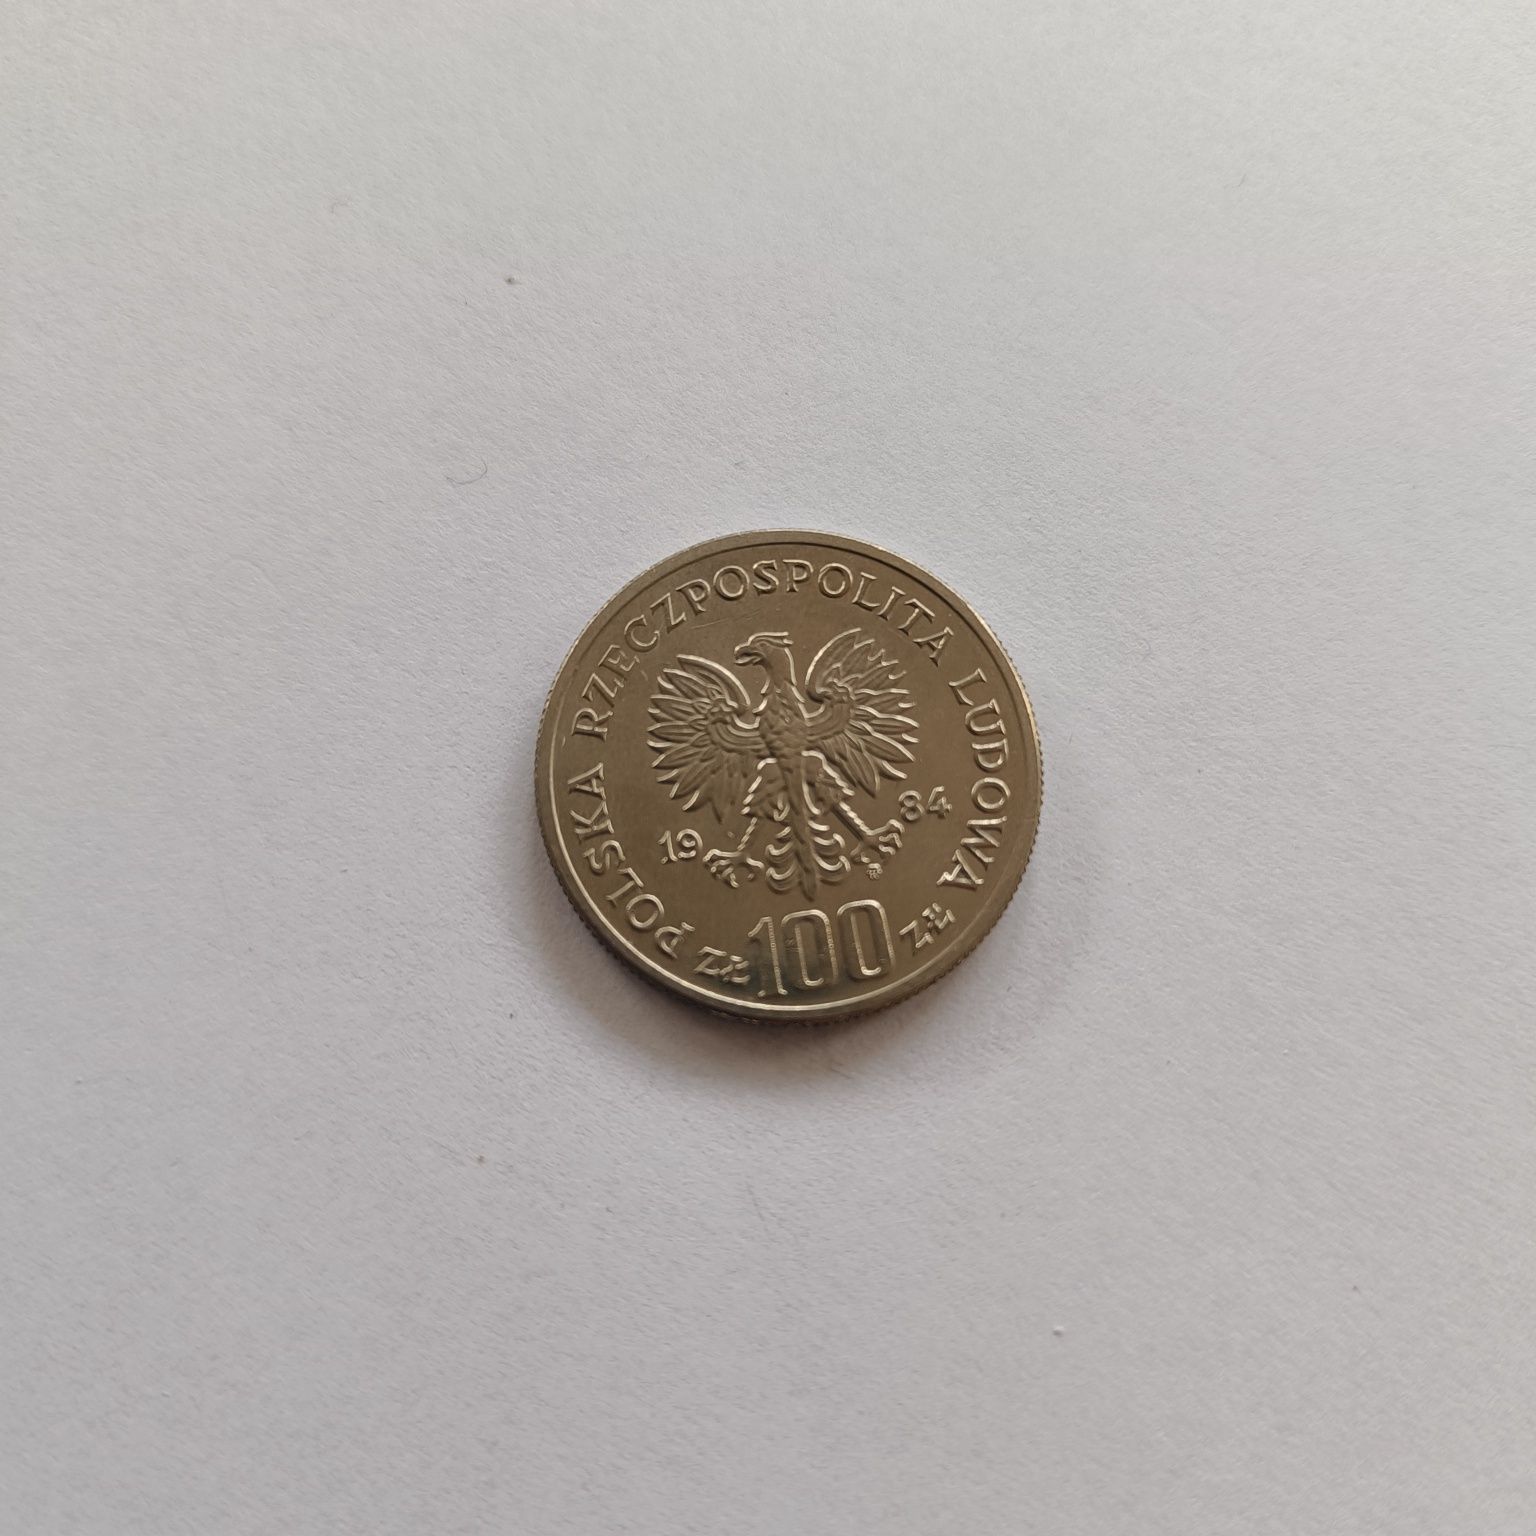 POLSKA RZECZPOSPOLITA LUDOWA
19 84
ZŁ 100 ZŁ